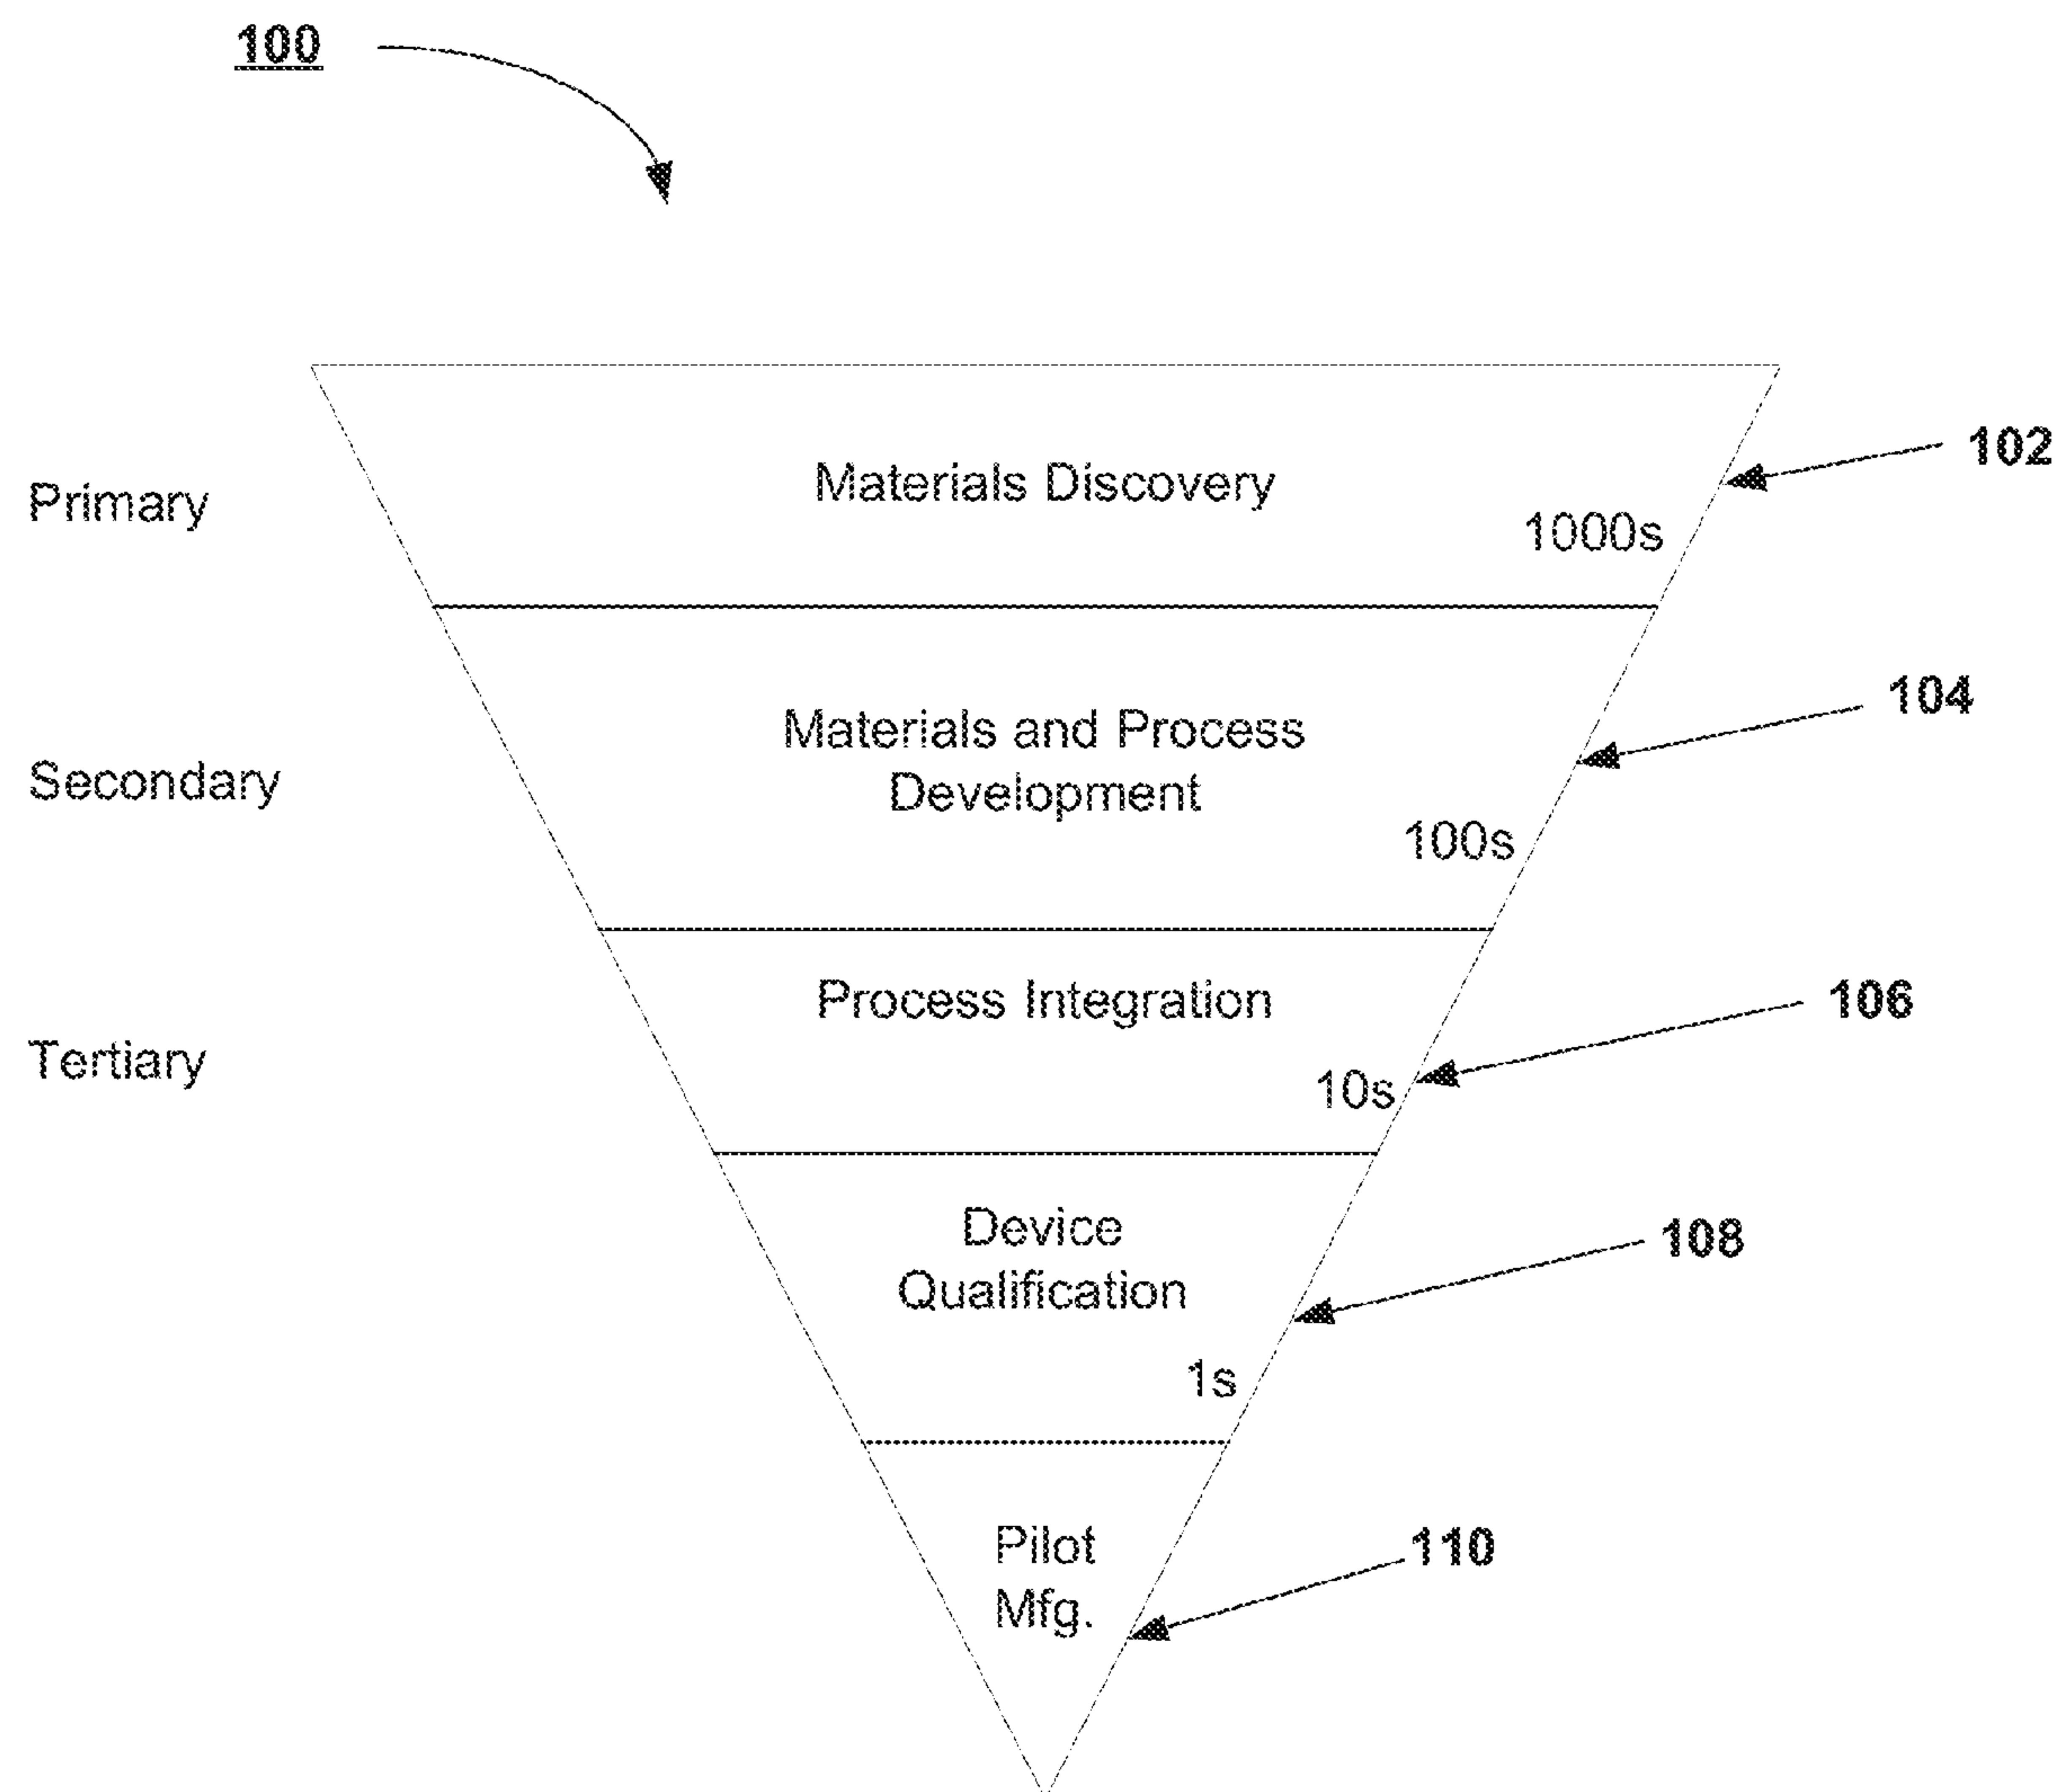 100
Materials Discovery
102
Primary
1000s
Materials and Process
Development
104
Secondary
100s
Process Integration
106
Tertiary
10s
Device
Qualification
108
1s
Pilot
Mfg.
110